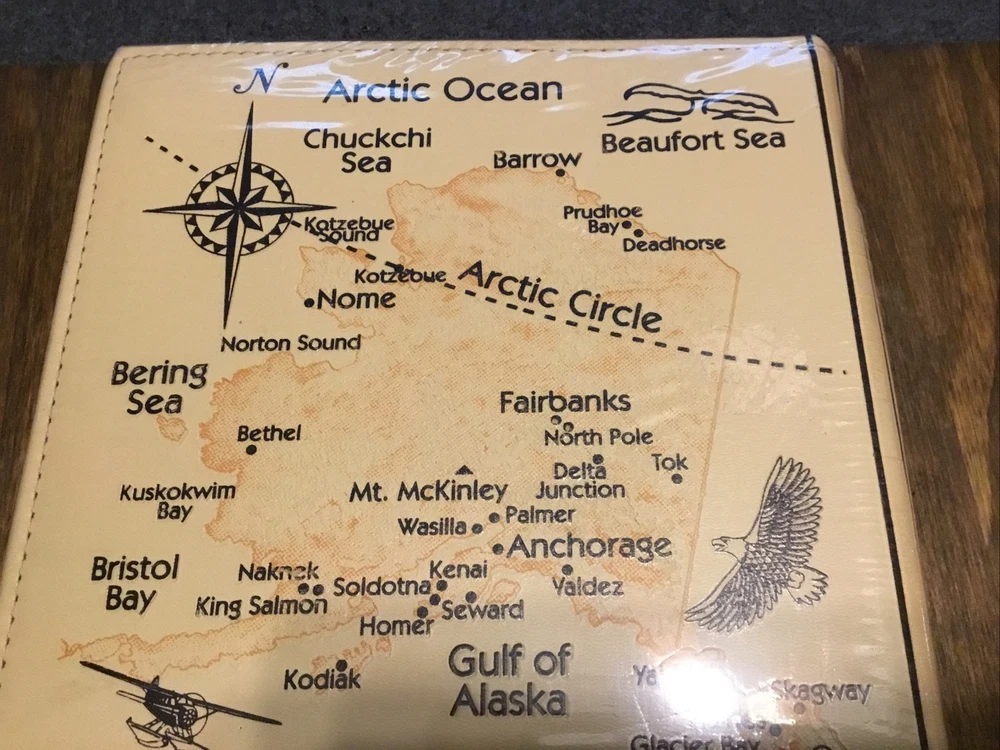 N
Arctic Ocean
Chuckchi
Sea
Beaufort Sea
Barrow
Prudhoe
Bay
Deadhorse
Kotzebue
Sound
Kotzebue
Arctic Circle
Nome
Norton Sound
Bering
Sea
Fairbanks
North Pole
Bethel
Delta
Junction
Tok
Kuskokwim
Bay
Mt. McKinley
Palmer
Wasilla
Anchorage
Bristol
Bay
Naknek
King Salmon
Kenai
Soldotna
Valdez
Seward
Homer
Kodiak
Gulf of
Alaska
Skagway
Glacier Bay